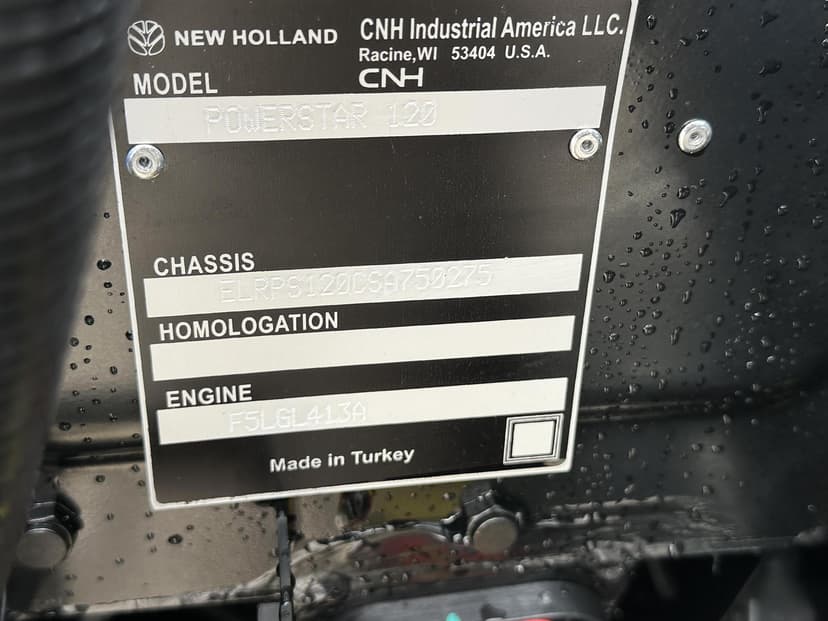 NEW HOLLAND
CNH Industrial America LLC.
Racine,WI 53404 U.S.A.
CNH
MODEL
POWERSTAR 120
CHASSIS
ELRPS120CSA750275
HOMOLOGATION
ENGINE
F5LGL413A
Made in Turkey